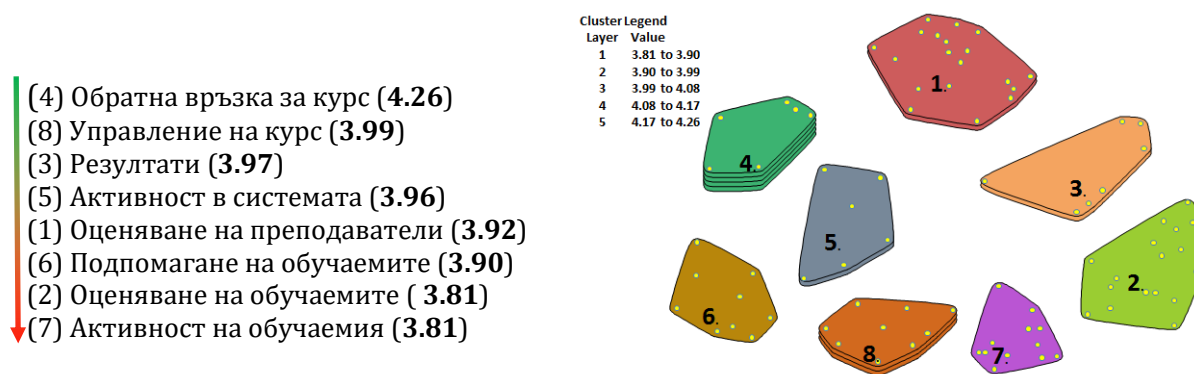 (4) Обратна връзка за курс (4.26)
(8) Управление на курс (3.99)
(3) Резултати (3.97)
(5) Активност в системата (3.96)
(1) Оценяване на преподаватели (3.92)
(6) Подпомагане на обучаемите (3.90)
(2) Оценяване на обучаемите ( 3.81)
(7) Активност на обучаемия (3.81)
Cluster Legend
Layer Value
1 3.81 to 3.90
2 3.90 to 3.99
3 3.99 to 4.08
4 4.08 to 4.17
5 4.17 to 4.26
1.
4.
3.
5.
2.
6.
8.
7.